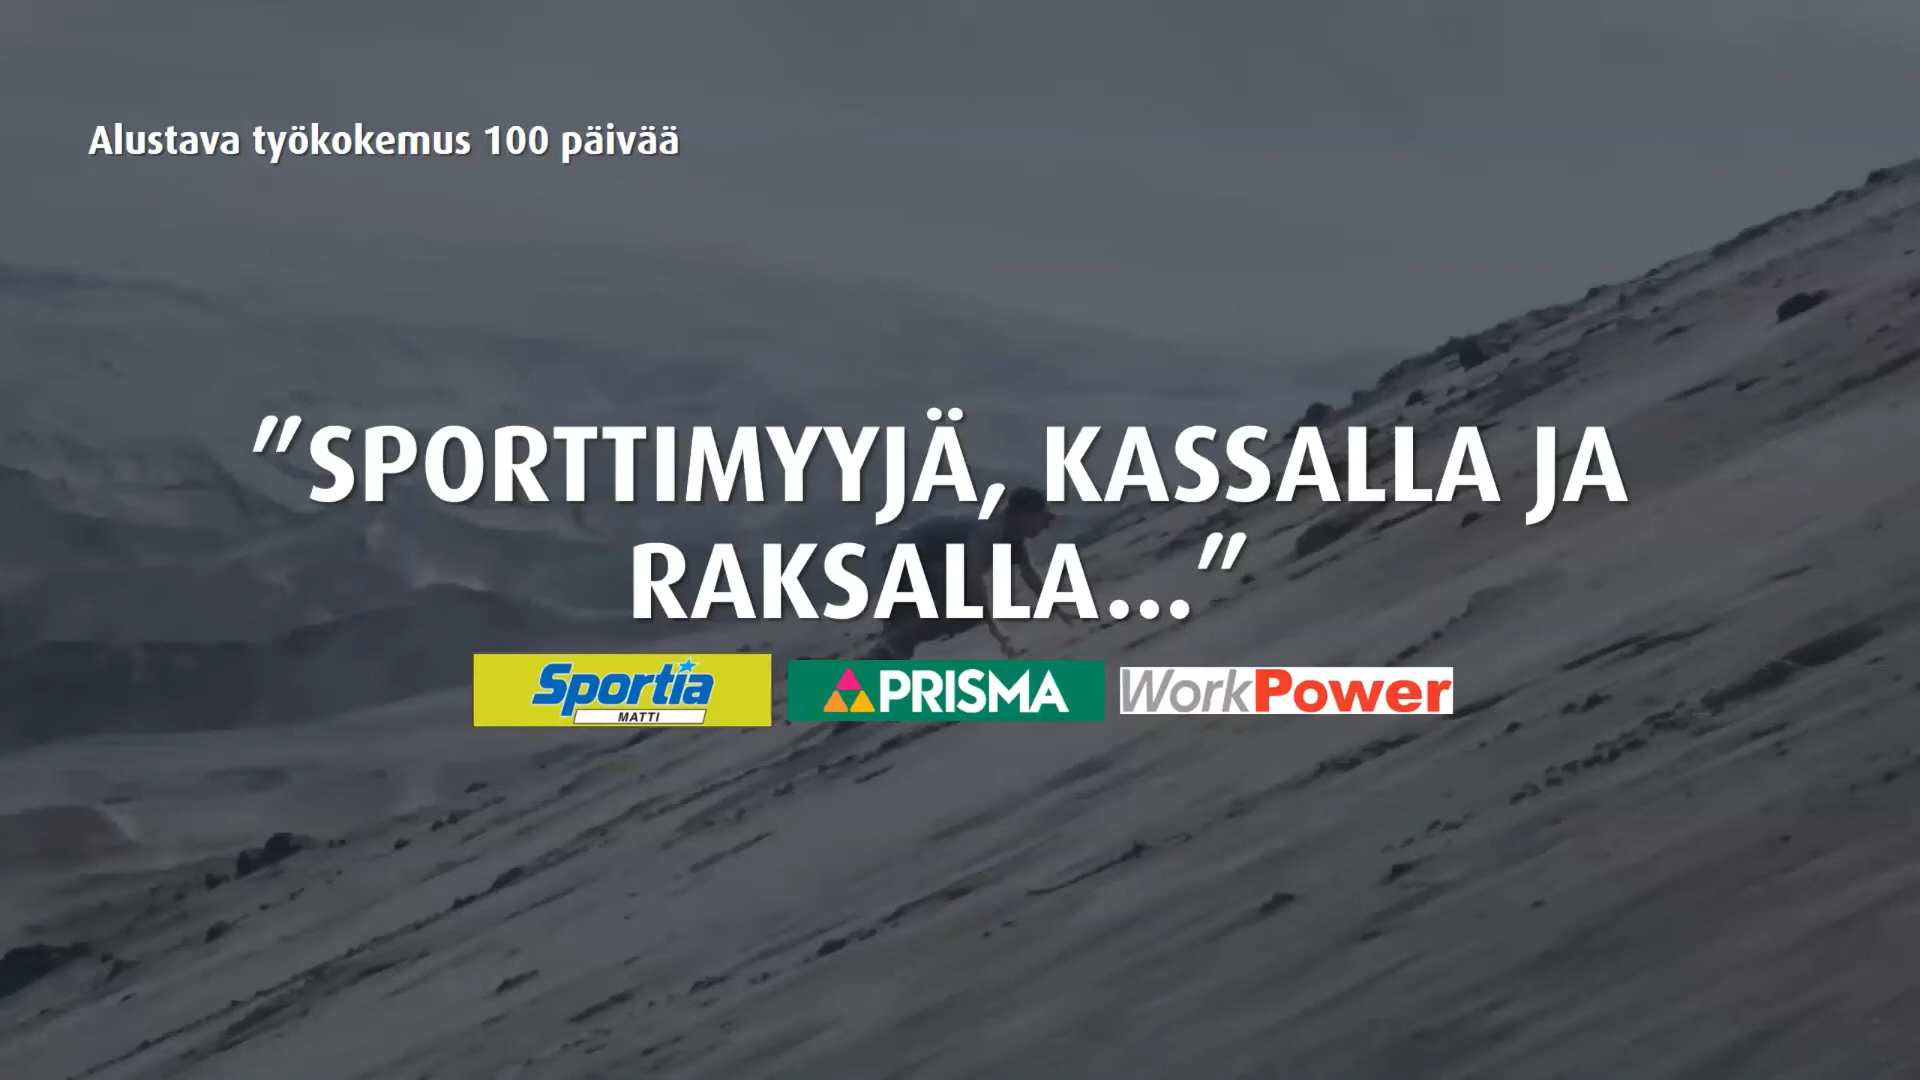 Alustava työkokemus 100 päivää
”SPORTTIMYYJÄ, KASSALLA JA
RAKSALLA...”
Sportia
MATTI
PRISMA
WorkPower